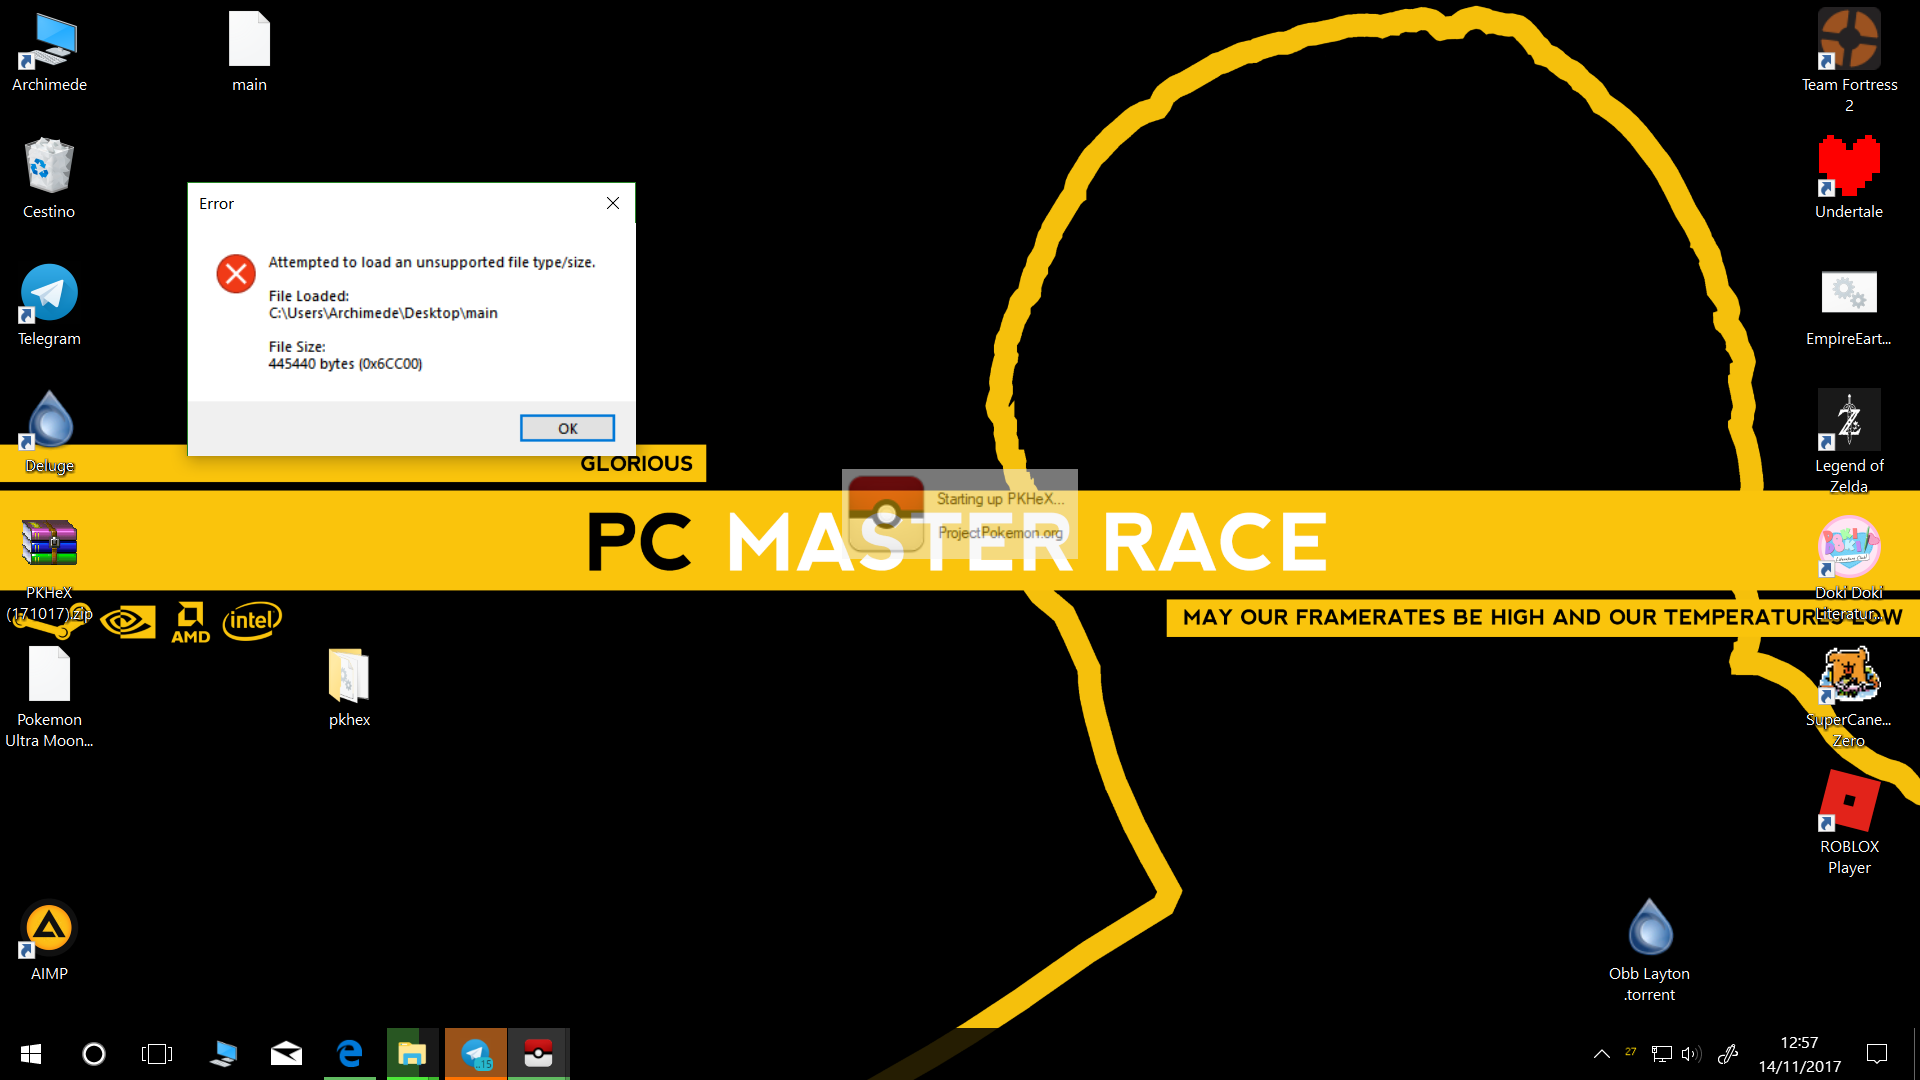 Archimede
main
Team Fortress
2
Cestino
Undertale
Error
Attempted to load an unsupported file type/size.
File Loaded:
C:\Users\Archimede\Desktop\main
File Size:
445440 bytes (0x6CC00)
OK
Telegram
EmpireEart...
Deluge
Legend of
Zelda
GLORIOUS
PC MASTER RACE
Starting up PKHeX...
ProjectPokemon.org
MAY OUR FRAMERATES BE HIGH AND OUR TEMPERATURES LOW
PKHeX
(171017).zip
AMD
intel
Doki Doki
Literatur...
Pokemon
Ultra Moon...
pkhex
SuperCane...
Zero
ROBLOX
Player
AIMP
Obb Layton
.torrent
..15
27
12:57
14/11/2017